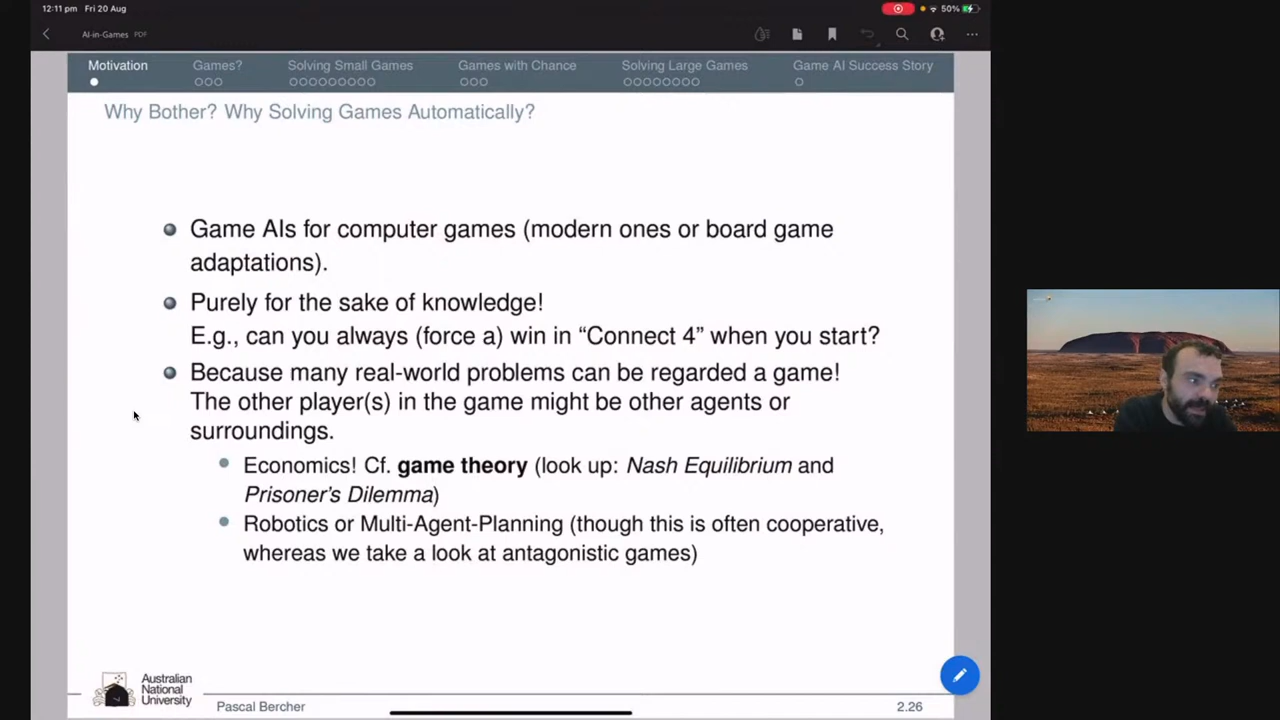 12:11 pm Fri 20 Aug
50%
AI-in-Games PDF
Motivation
Games?
Solving Small Games
Games with Chance
Solving Large Games
Game AI Success Story
Why Bother? Why Solving Games Automatically?
Game AIs for computer games (modern ones or board game
adaptations).
Purely for the sake of knowledge!
E.g., can you always (force a) win in “Connect 4” when you start?
Because many real-world problems can be regarded a game!
The other player(s) in the game might be other agents or
surroundings.
Economics! Cf. game theory (look up: Nash Equilibrium and
Prisoner’s Dilemma)
Robotics or Multi-Agent-Planning (though this is often cooperative,
whereas we take a look at antagonistic games)
Australian
National
University
Pascal Bercher
2.26